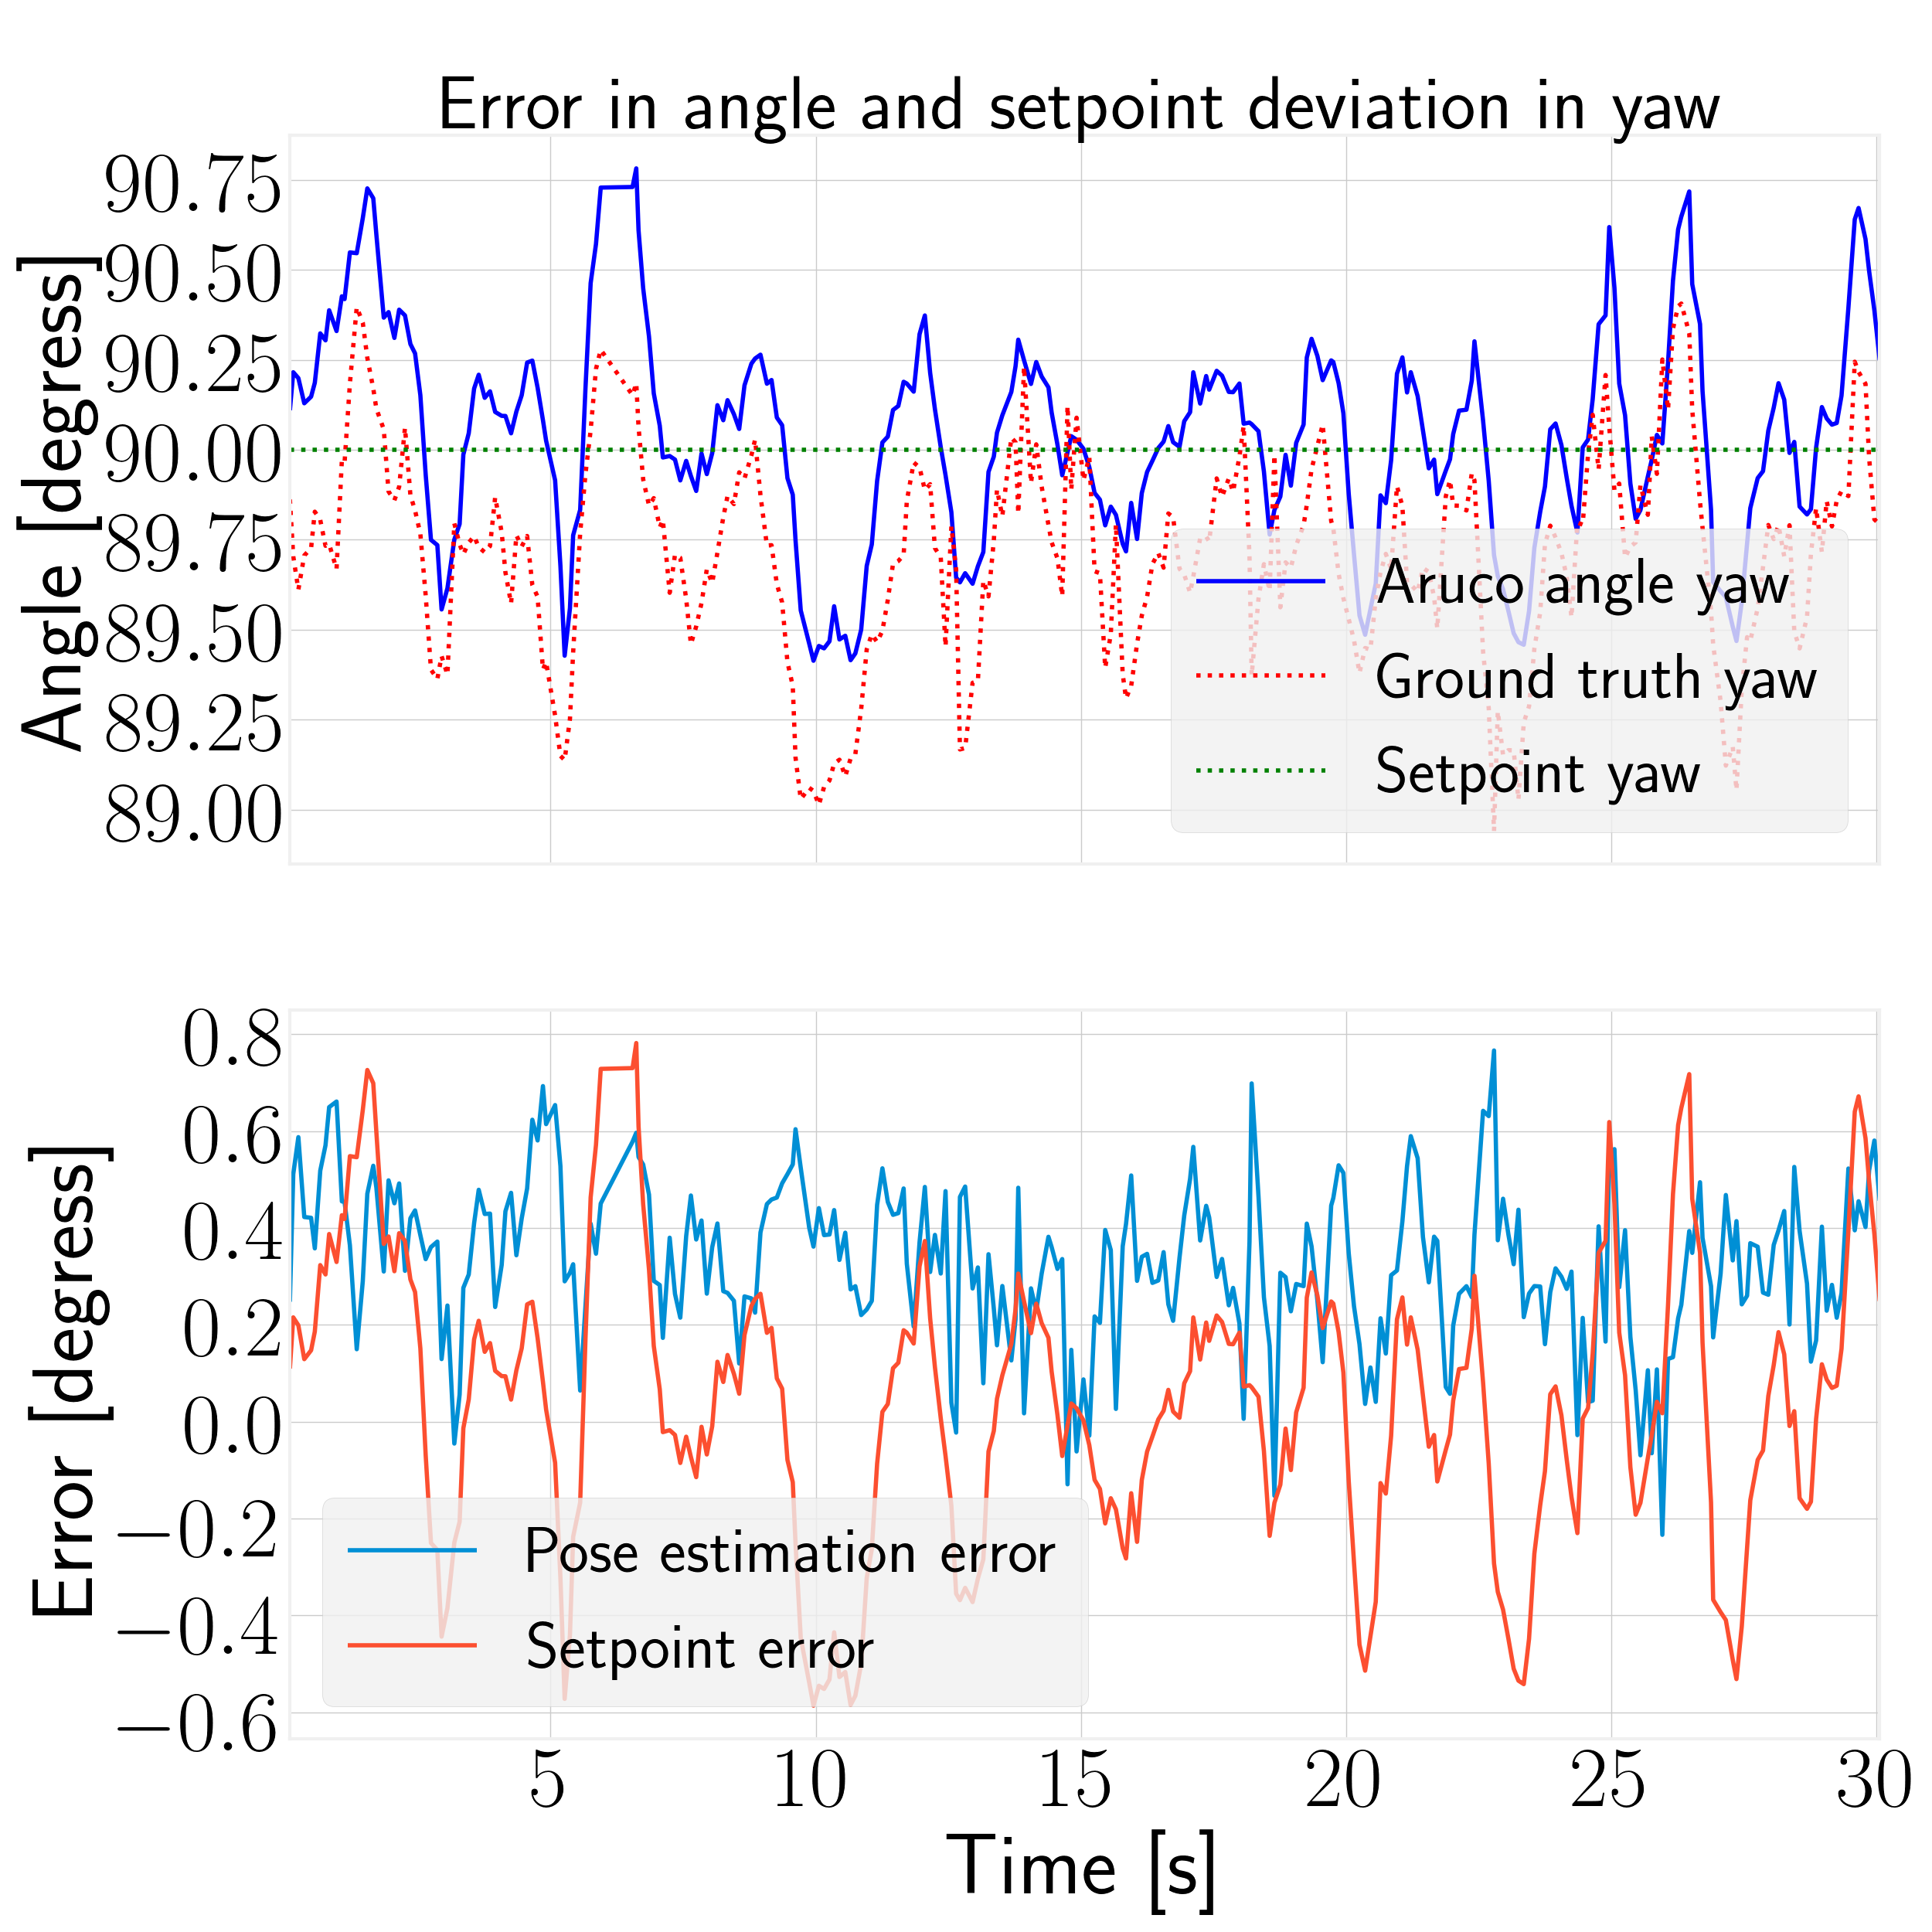 Error in angle and setpoint deviation in yaw
Angle [degress]
90.75
90.50
90.25
90.00
89.75
89.50
89.25
89.00
Aruco angle yaw
Ground truth yaw
Setpoint yaw
Error [degress]
0.8
0.6
0.4
0.2
0.0
−0.2
−0.4
−0.6
Pose estimation error
Setpoint error
5 10 15 20 25 30
Time [s]